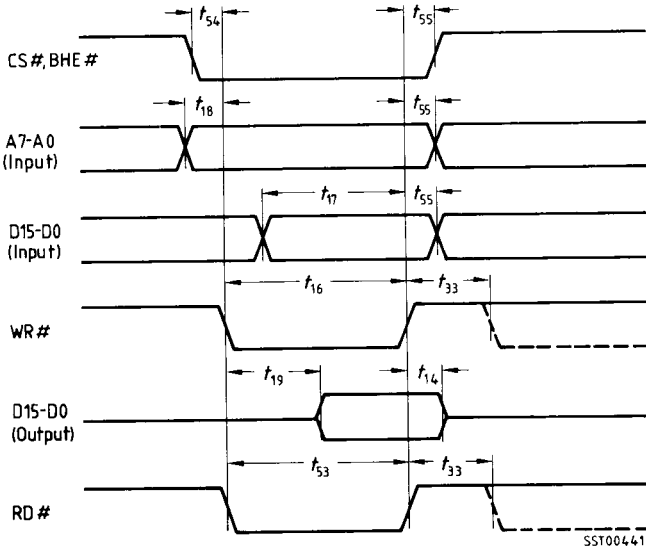 t54 t55
CS#, BHE#
t18 t55
A7-A0
(Input)
t17 t55
D15-D0
(Input)
t16 t33
WR#
t19 t14
D15-D0
(Output)
t53 t33
RD#
SST00441